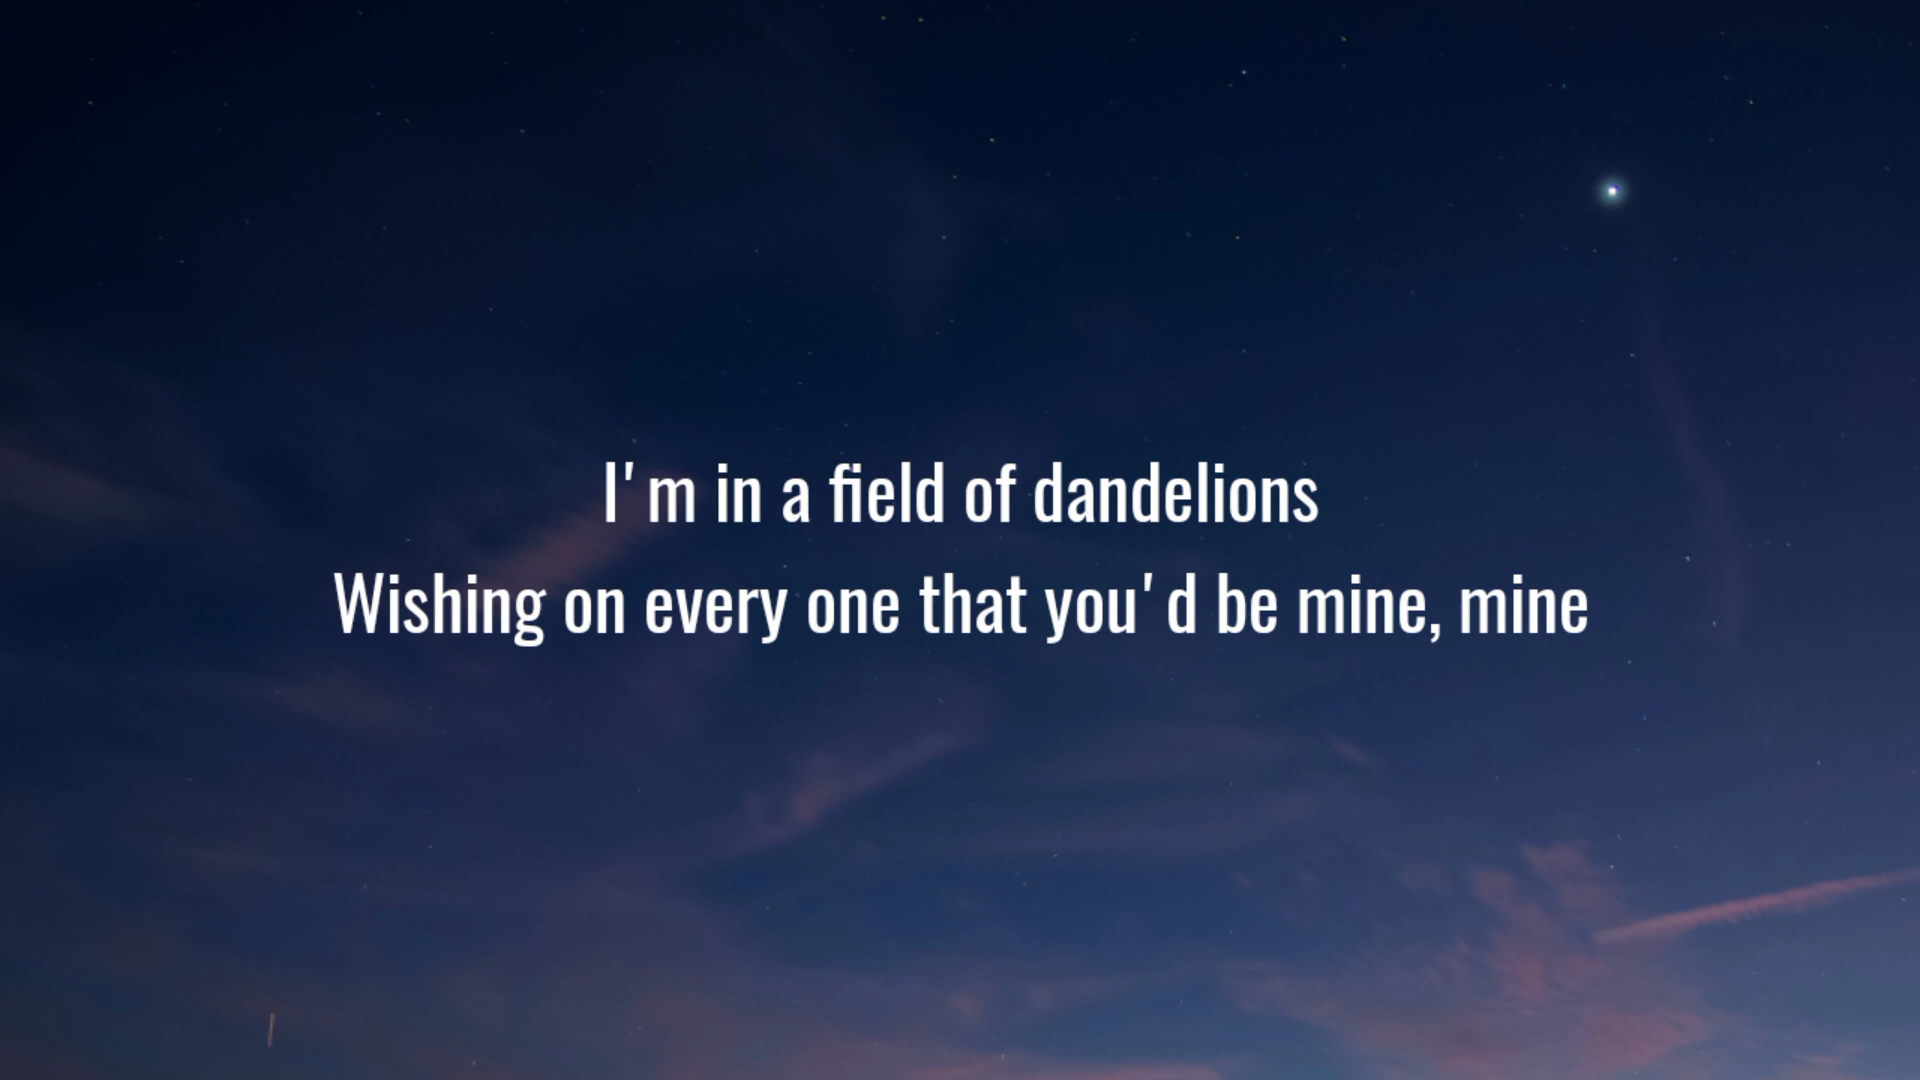 I'm in a field of dandelions
Wishing on every one that you'd be mine, mine